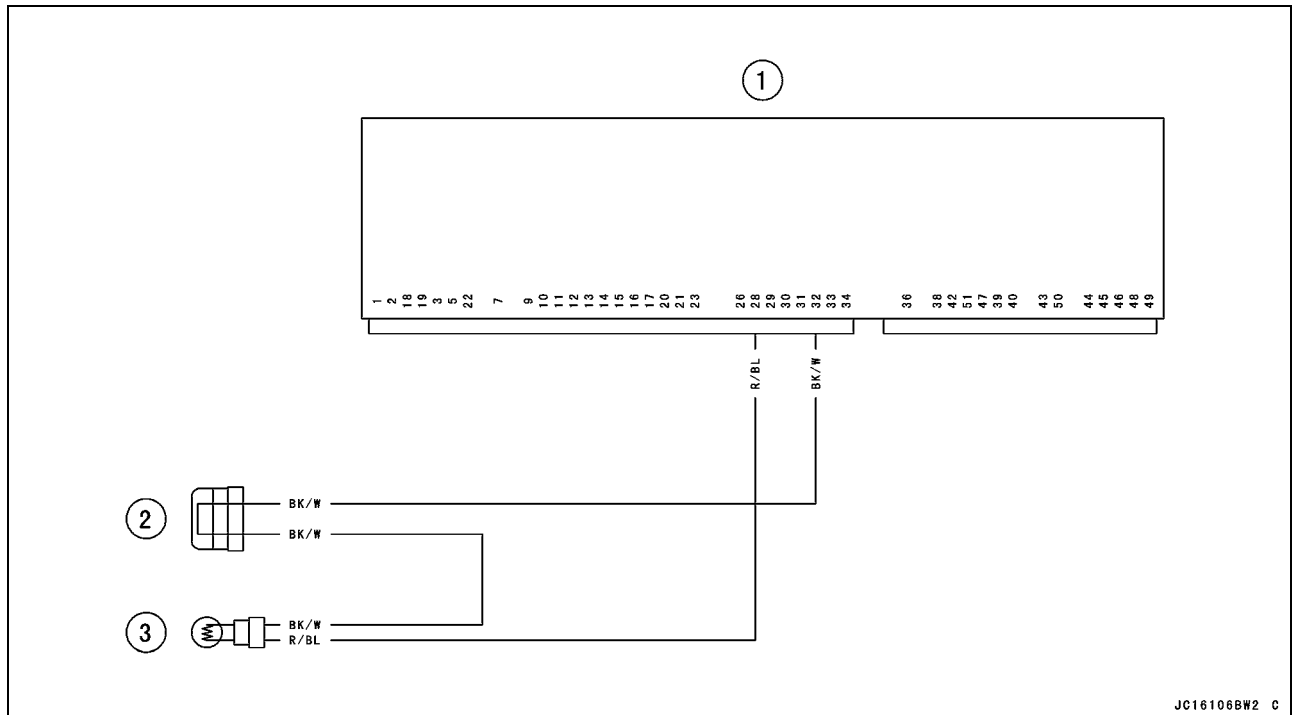 1
1 2 18 19 3 5 22 7 9 10 11 12 13 14 15 16 17 20 21 23 26 28 29 30 31 32 33 34 36 38 42 51 47 39 40 43 50 44 45 46 48 49
R/BL BK/W
2
BK/W
BK/W
3
BK/W
R/BL
JC16106BW2 C